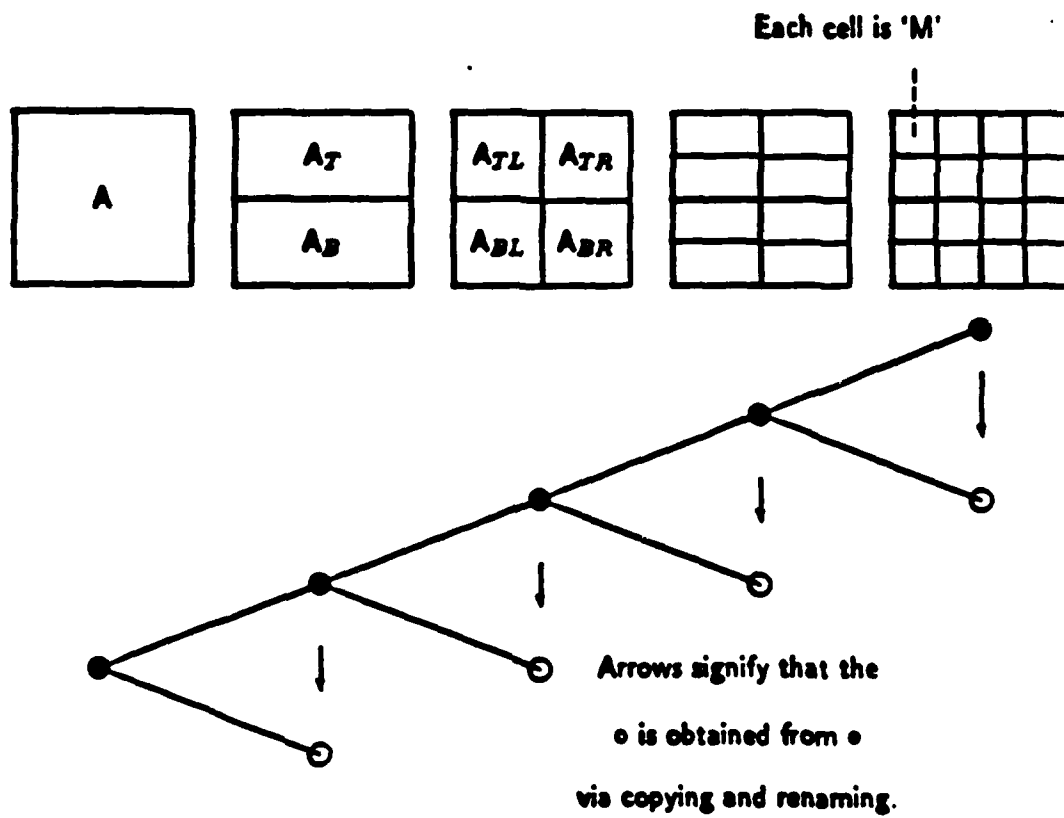 Each cell is 'M'
A
A_T
A_B
A_TL A_TR
A_BL A_BR
Arrows signify that the
o is obtained from •
via copying and renaming.